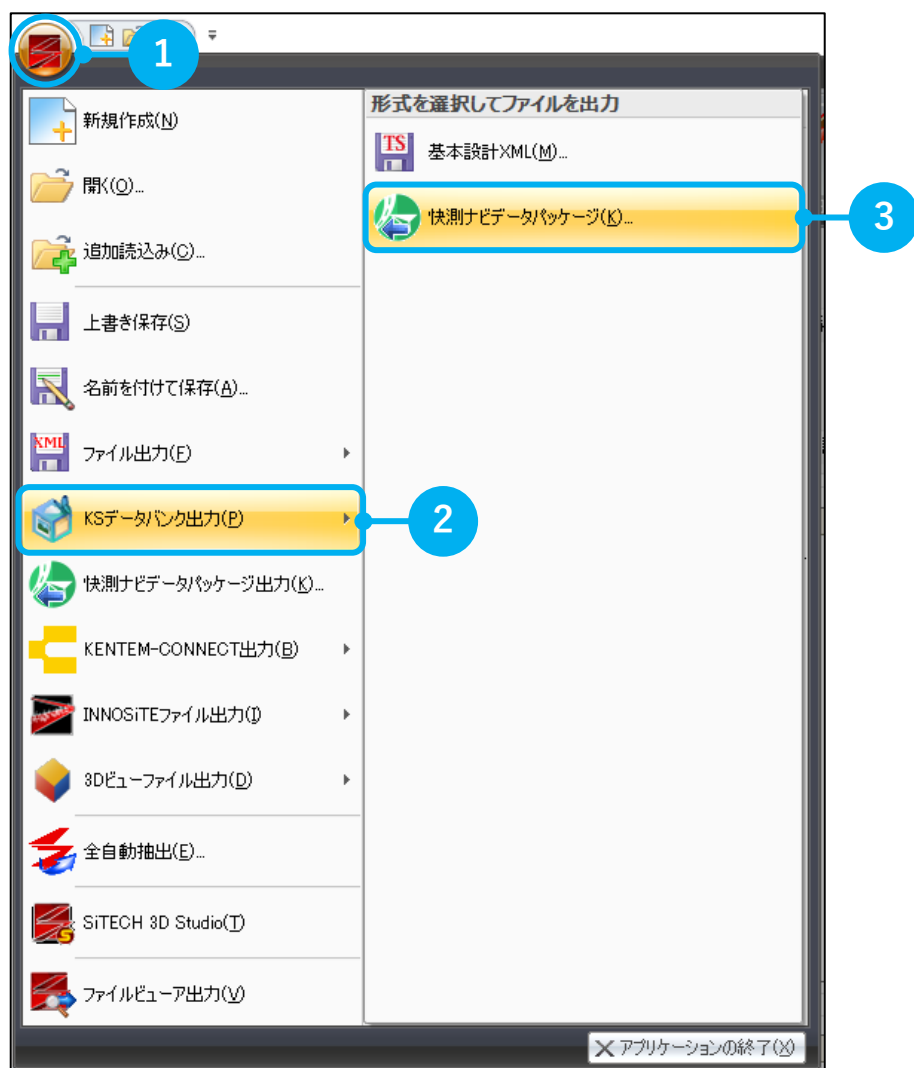 1
新規作成(N)
開く(O)...
追加読込み(C)...
上書き保存(S)
名前を付けて保存(A)...
XML
ファイル出力(F)
KSデータバンク出力(P)
2
快測ナビデータパッケージ出力(K)...
KENTEM-CONNECT出力(B)
INNOSiTEファイル出力(I)
3Dビューファイル出力(D)
全自動抽出(E)...
SiTECH 3D Studio(T)
ファイルビューア出力(V)
形式を選択してファイルを出力
TS
基本設計XML(M)...
快測ナビデータパッケージ(K)...
3
アプリケーションの終了(X)